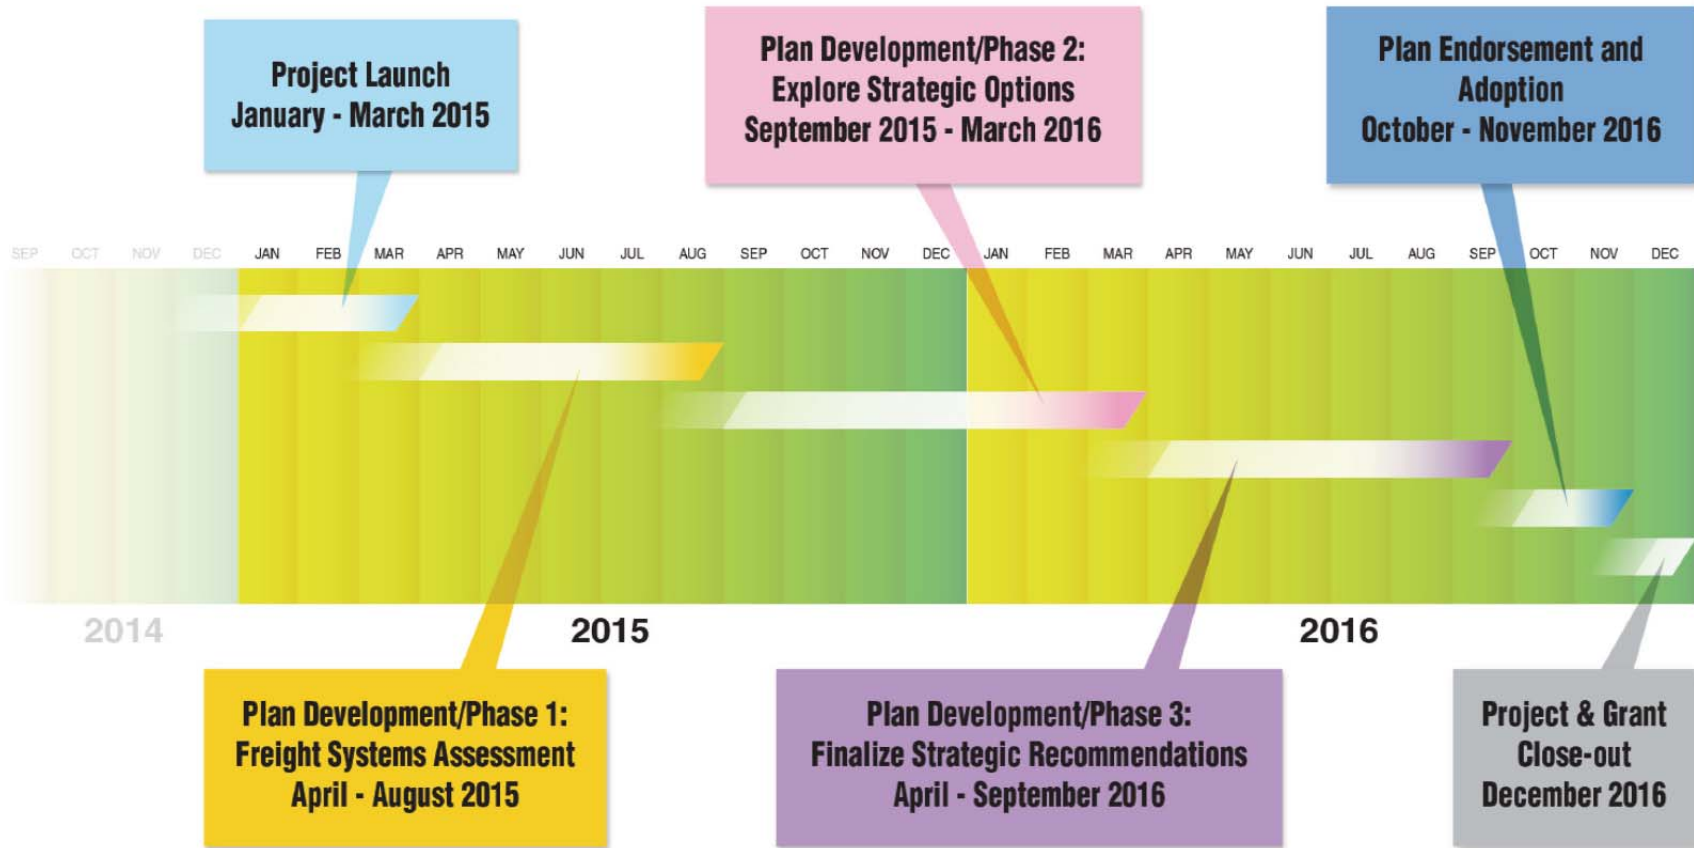 Project Launch
January - March 2015
Plan Development/Phase 2:
Explore Strategic Options
September 2015 - March 2016
Plan Endorsement and
Adoption
October - November 2016
SEP OCT NOV DEC JAN FEB MAR APR MAY JUN JUL AUG SEP OCT NOV DEC JAN FEB MAR APR MAY JUN JUL AUG SEP OCT NOV DEC
2014 2015 2016
Plan Development/Phase 1:
Freight Systems Assessment
April - August 2015
Plan Development/Phase 3:
Finalize Strategic Recommendations
April - September 2016
Project & Grant
Close-out
December 2016